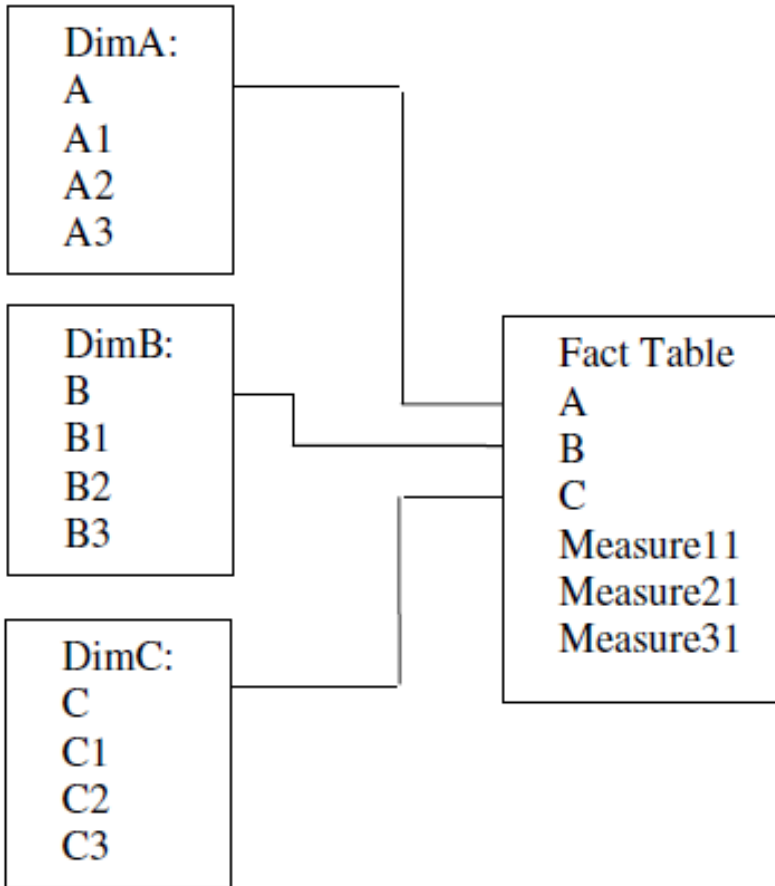 DimA:
A
A1
A2
A3
DimB:
B
B1
B2
B3
DimC:
C
C1
C2
C3
Fact Table
A
B
C
Measure11
Measure21
Measure31